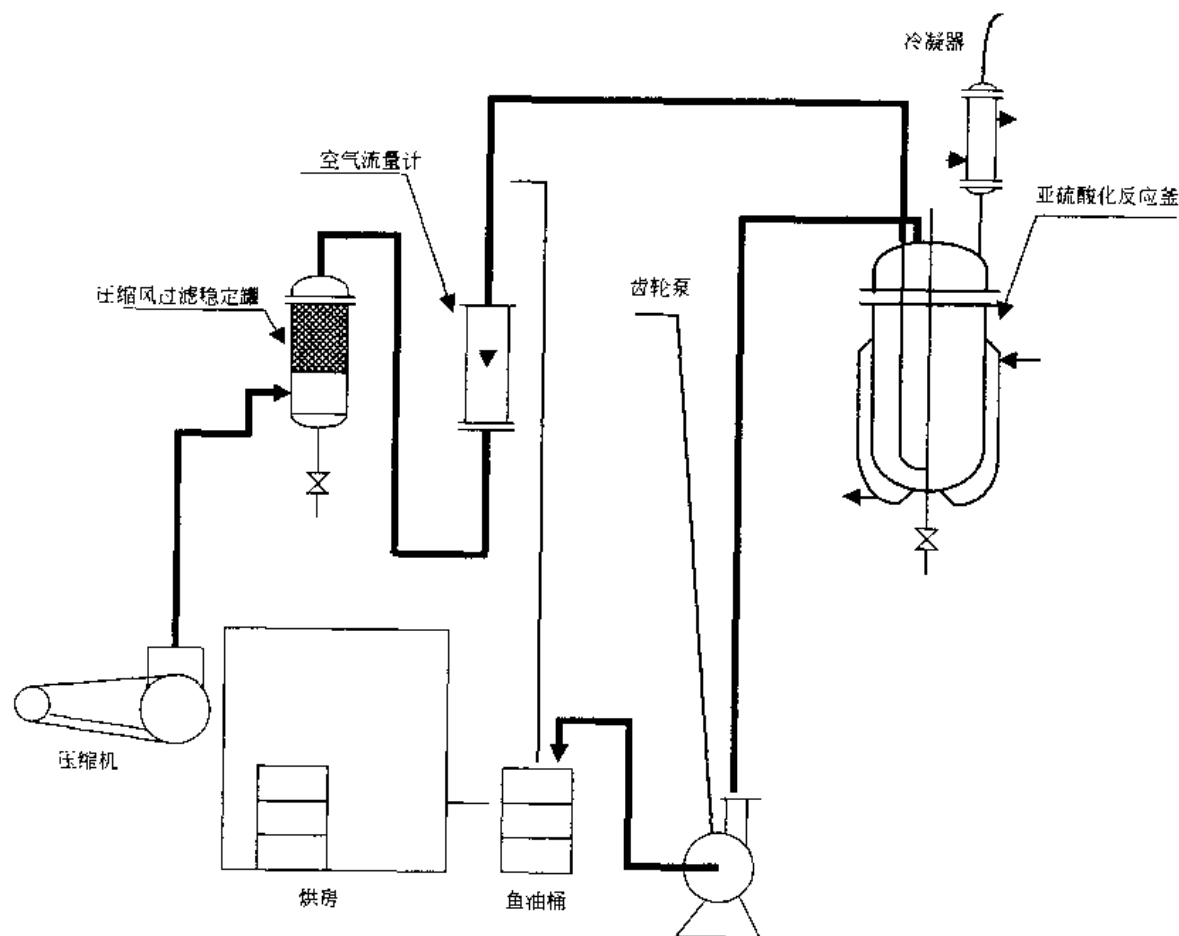 冷凝器
空气流量计
亚硫酸化反应釜
压缩风过滤稳定罐
齿轮泵
压缩机
烘房
鱼油桶